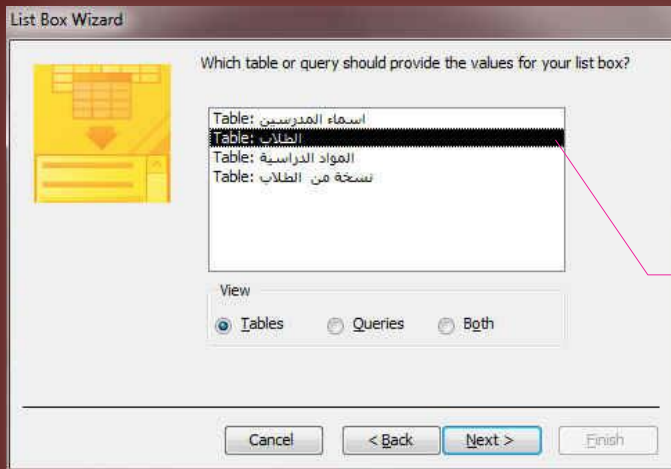 List Box Wizard
Which table or query should provide the values for your list box?
Table: اسماء المدرسين
Table: الطلاب
Table: المواد الدراسية
Table: نسخة من الطلاب
View
Tables
Queries
Both
Cancel
< Back
Next >
Finish